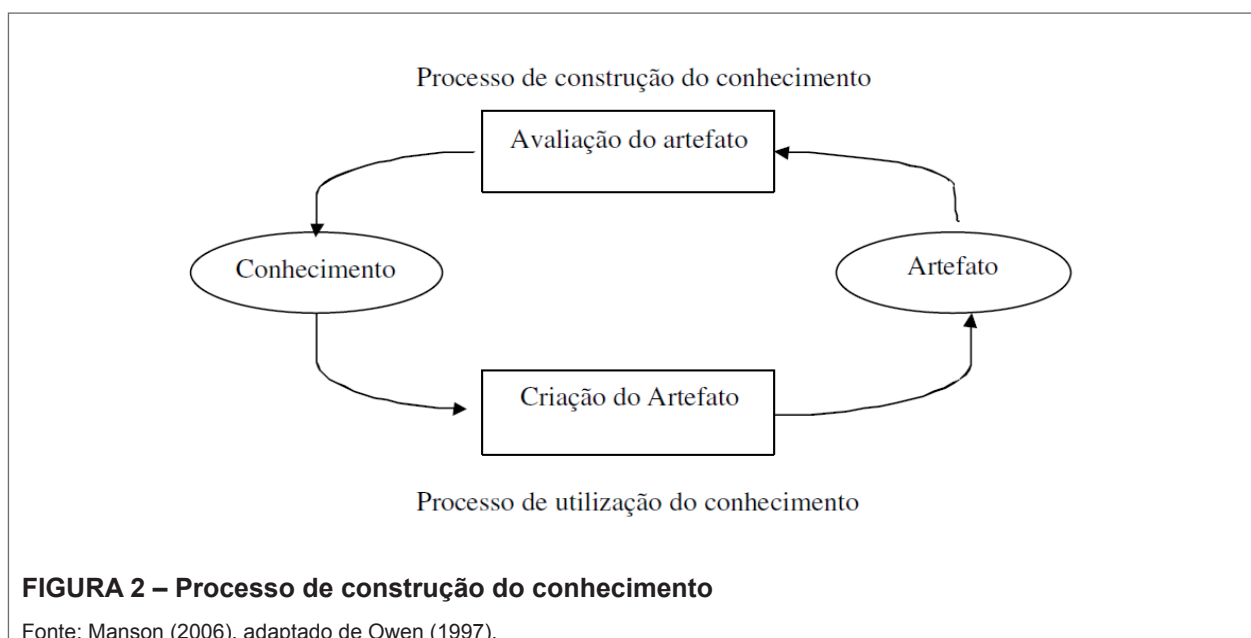 Processo de construção do conhecimento
Avaliação do artefato
Conhecimento
Artefato
Criação do Artefato
Processo de utilização do conhecimento
FIGURA 2 – Processo de construção do conhecimento
Fonte: Manson (2006), adaptado de Owen (1997).